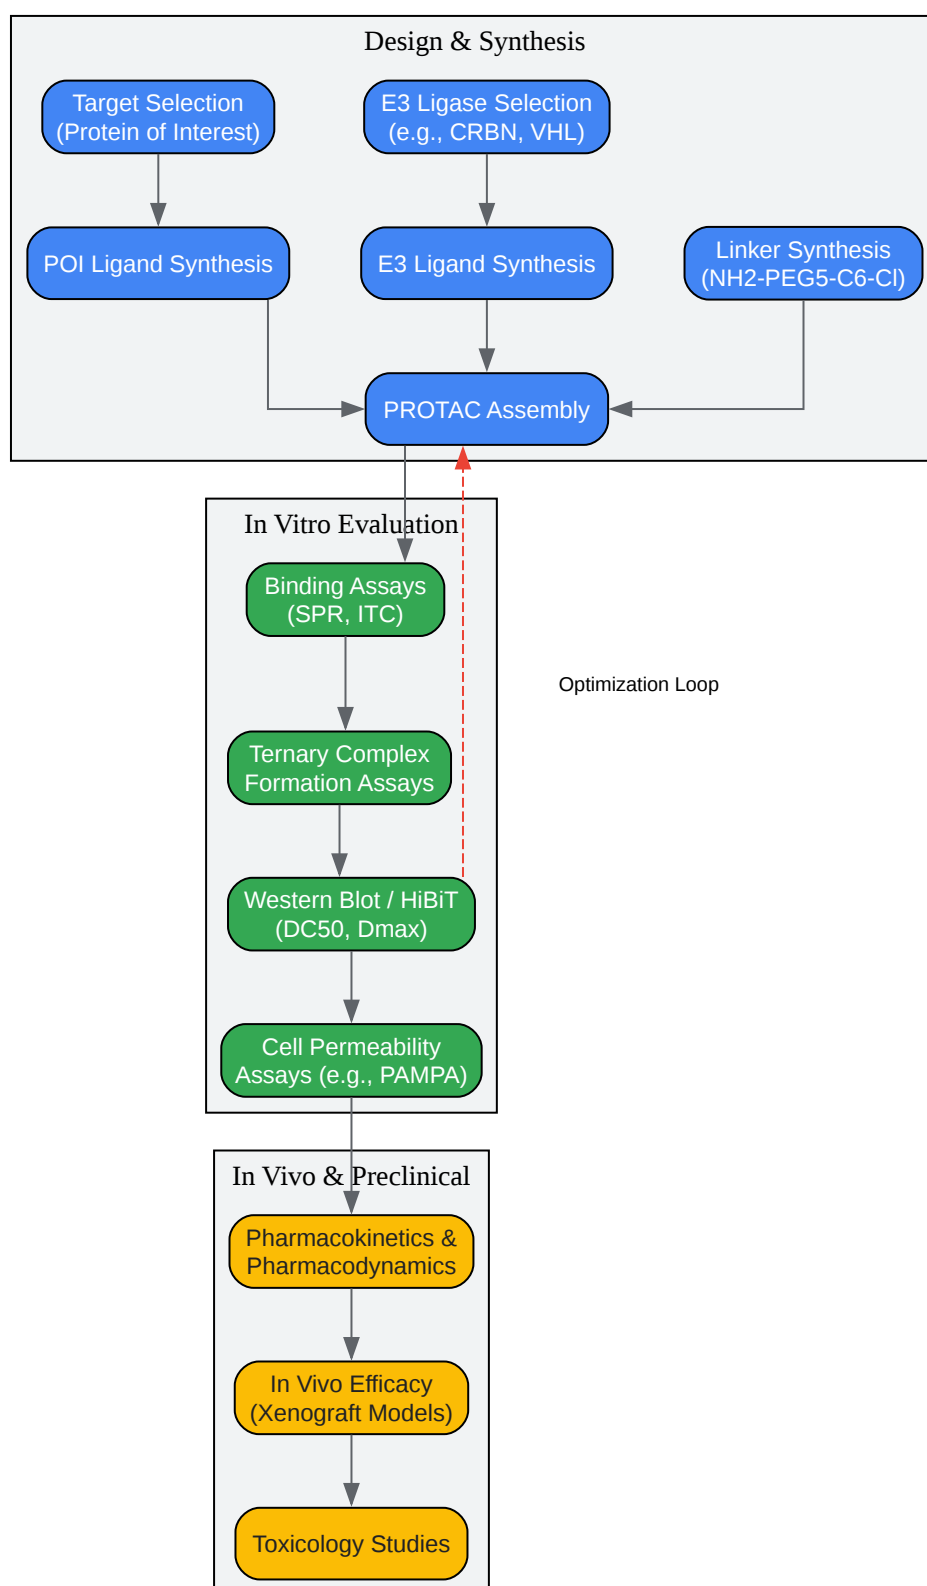 Design & Synthesis
Target Selection
(Protein of Interest)
E3 Ligase Selection
(e.g., CRBN, VHL)
POI Ligand Synthesis
E3 Ligand Synthesis
Linker Synthesis
(NH2-PEG5-C6-Cl)
PROTAC Assembly
In Vitro Evaluation
Binding Assays
(SPR, ITC)
Optimization Loop
Ternary Complex
Formation Assays
Western Blot / HiBiT
(DC50, Dmax)
Cell Permeability
Assays (e.g., PAMPA)
In Vivo & Preclinical
Pharmacokinetics &
Pharmacodynamics
In Vivo Efficacy
(Xenograft Models)
Toxicology Studies